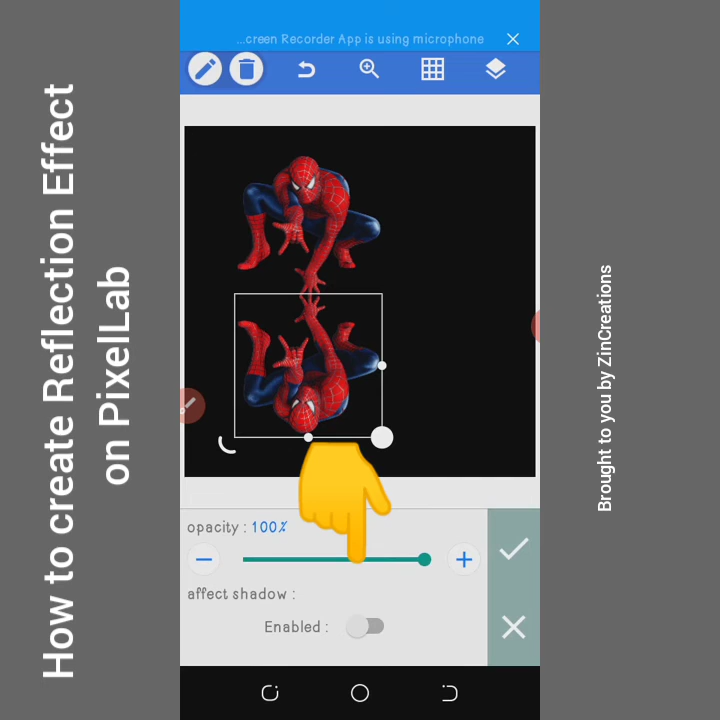 How to create Reflection Effect
on PixelLab
...creen Recorder App is using microphone
opacity : 100%
affect shadow :
Enabled :
Brought to you by ZinCreations